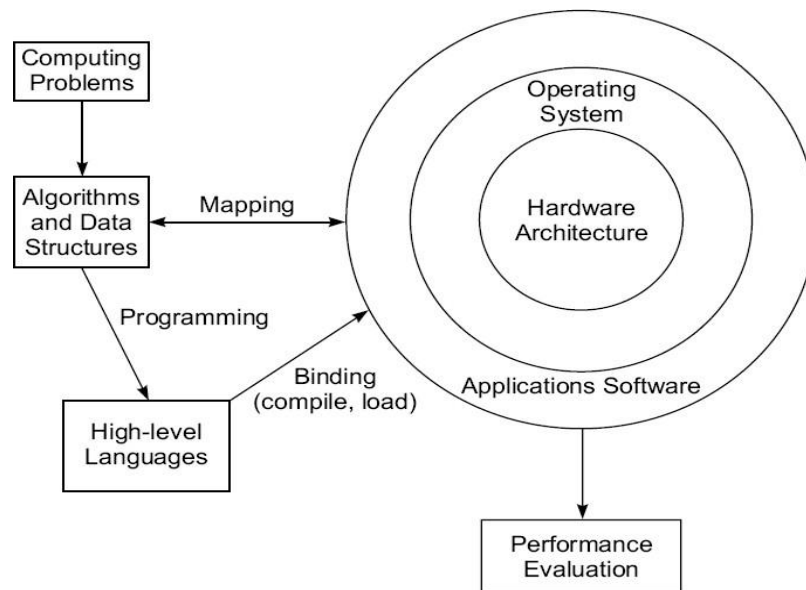 Computing
Problems
Operating
System
Algorithms
and Data
Structures
Mapping
Hardware
Architecture
Programming
Binding
(compile, load)
Applications Software
High-level
Languages
Performance
Evaluation